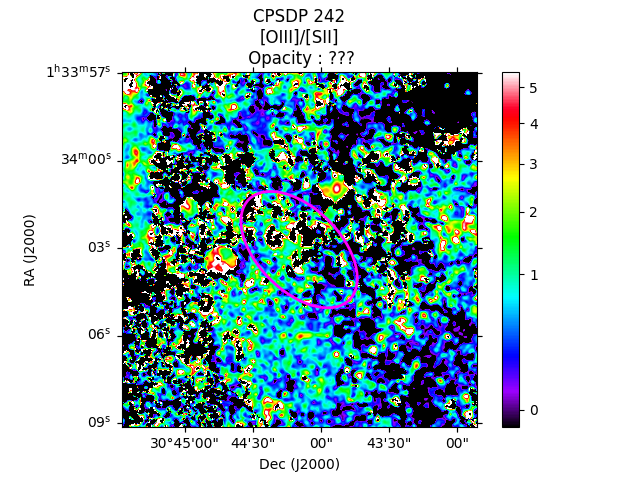 CPSDP 242
[OIII]/[SII]
Opacity : ???
1ʰ33ᵐ57ˢ
34ᵐ00ˢ
03ˢ
06ˢ
09ˢ
RA (J2000)
30°45'00" 44'30" 00" 43'30" 00"
Dec (J2000)
5
4
3
2
1
0